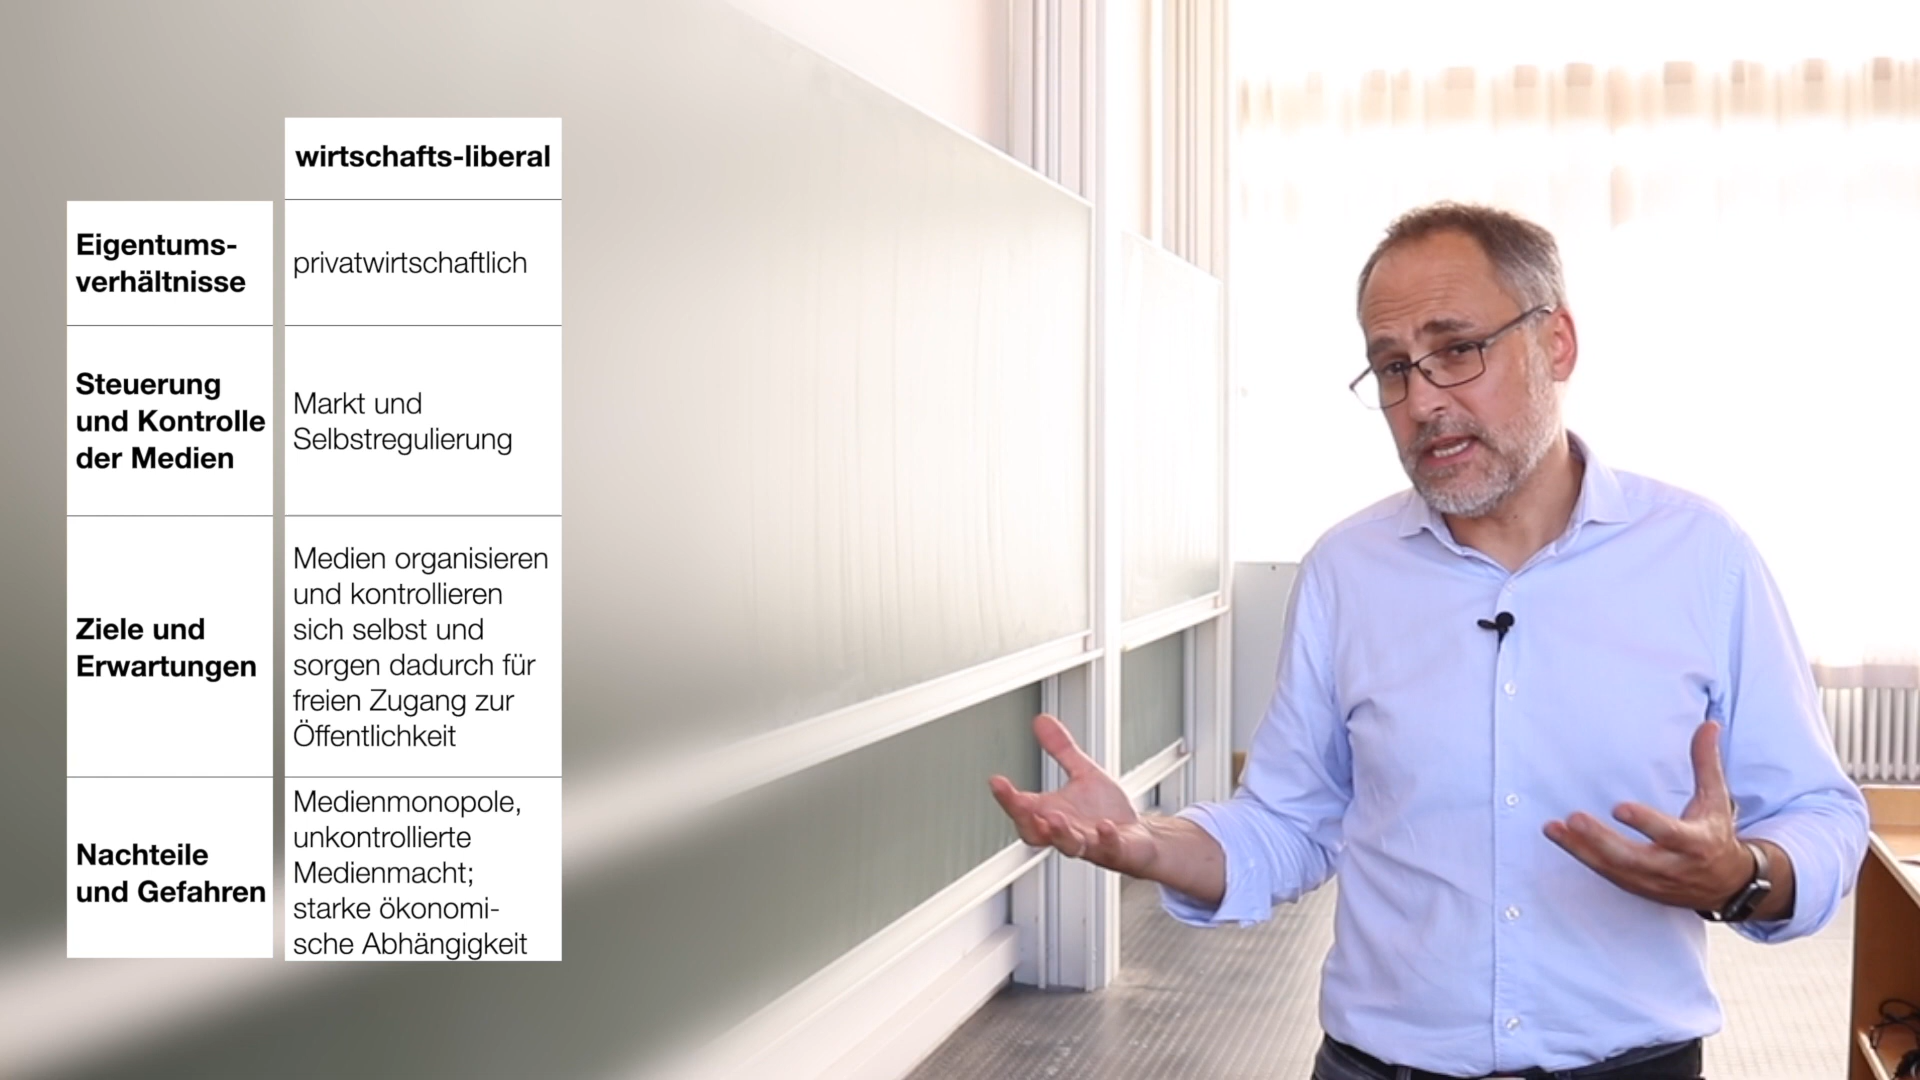 wirtschafts-liberal
Eigentums-
verhältnisse
privatwirtschaftlich
Steuerung
und Kontrolle
der Medien
Markt und
Selbstregulierung
Ziele und
Erwartungen
Medien organisieren
und kontrollieren
sich selbst und
sorgen dadurch für
freien Zugang zur
Öffentlichkeit
Nachteile
und Gefahren
Medienmonopole,
unkontrollierte
Medienmacht;
starke ökonomi-
sche Abhängigkeit